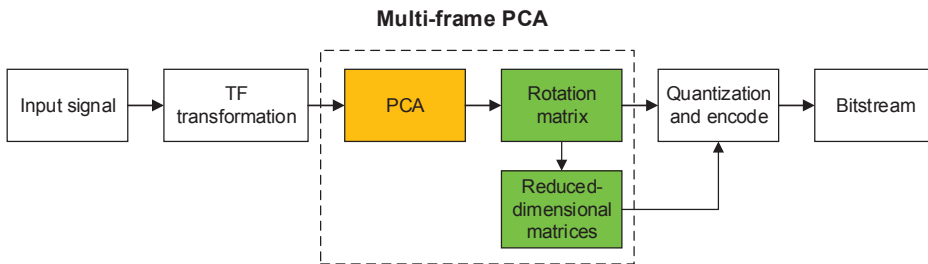 Multi-frame PCA
Input signal
TF
transformation
PCA
Rotation
matrix
Quantization
and encode
Bitstream
Reduced-
dimensional
matrices